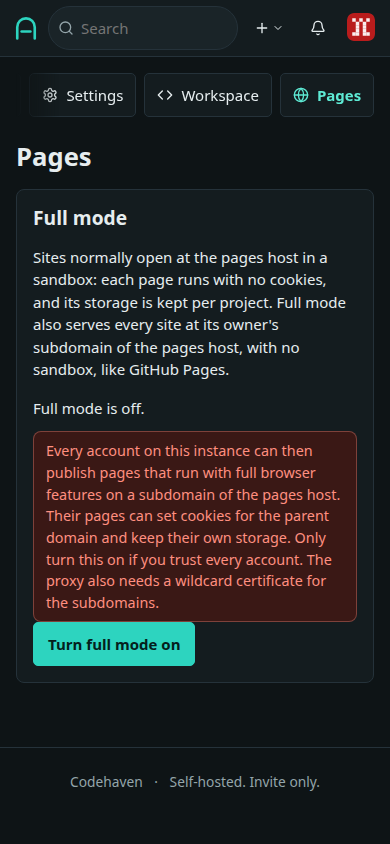 Search
Settings
Workspace
Pages
Pages
Full mode
Sites normally open at the pages host in a
sandbox: each page runs with no cookies,
and its storage is kept per project. Full mode
also serves every site at its owner's
subdomain of the pages host, with no
sandbox, like GitHub Pages.
Full mode is off.
Every account on this instance can then
publish pages that run with full browser
features on a subdomain of the pages host.
Their pages can set cookies for the parent
domain and keep their own storage. Only
turn this on if you trust every account. The
proxy also needs a wildcard certificate for
the subdomains.
Turn full mode on
Codehaven · Self-hosted. Invite only.